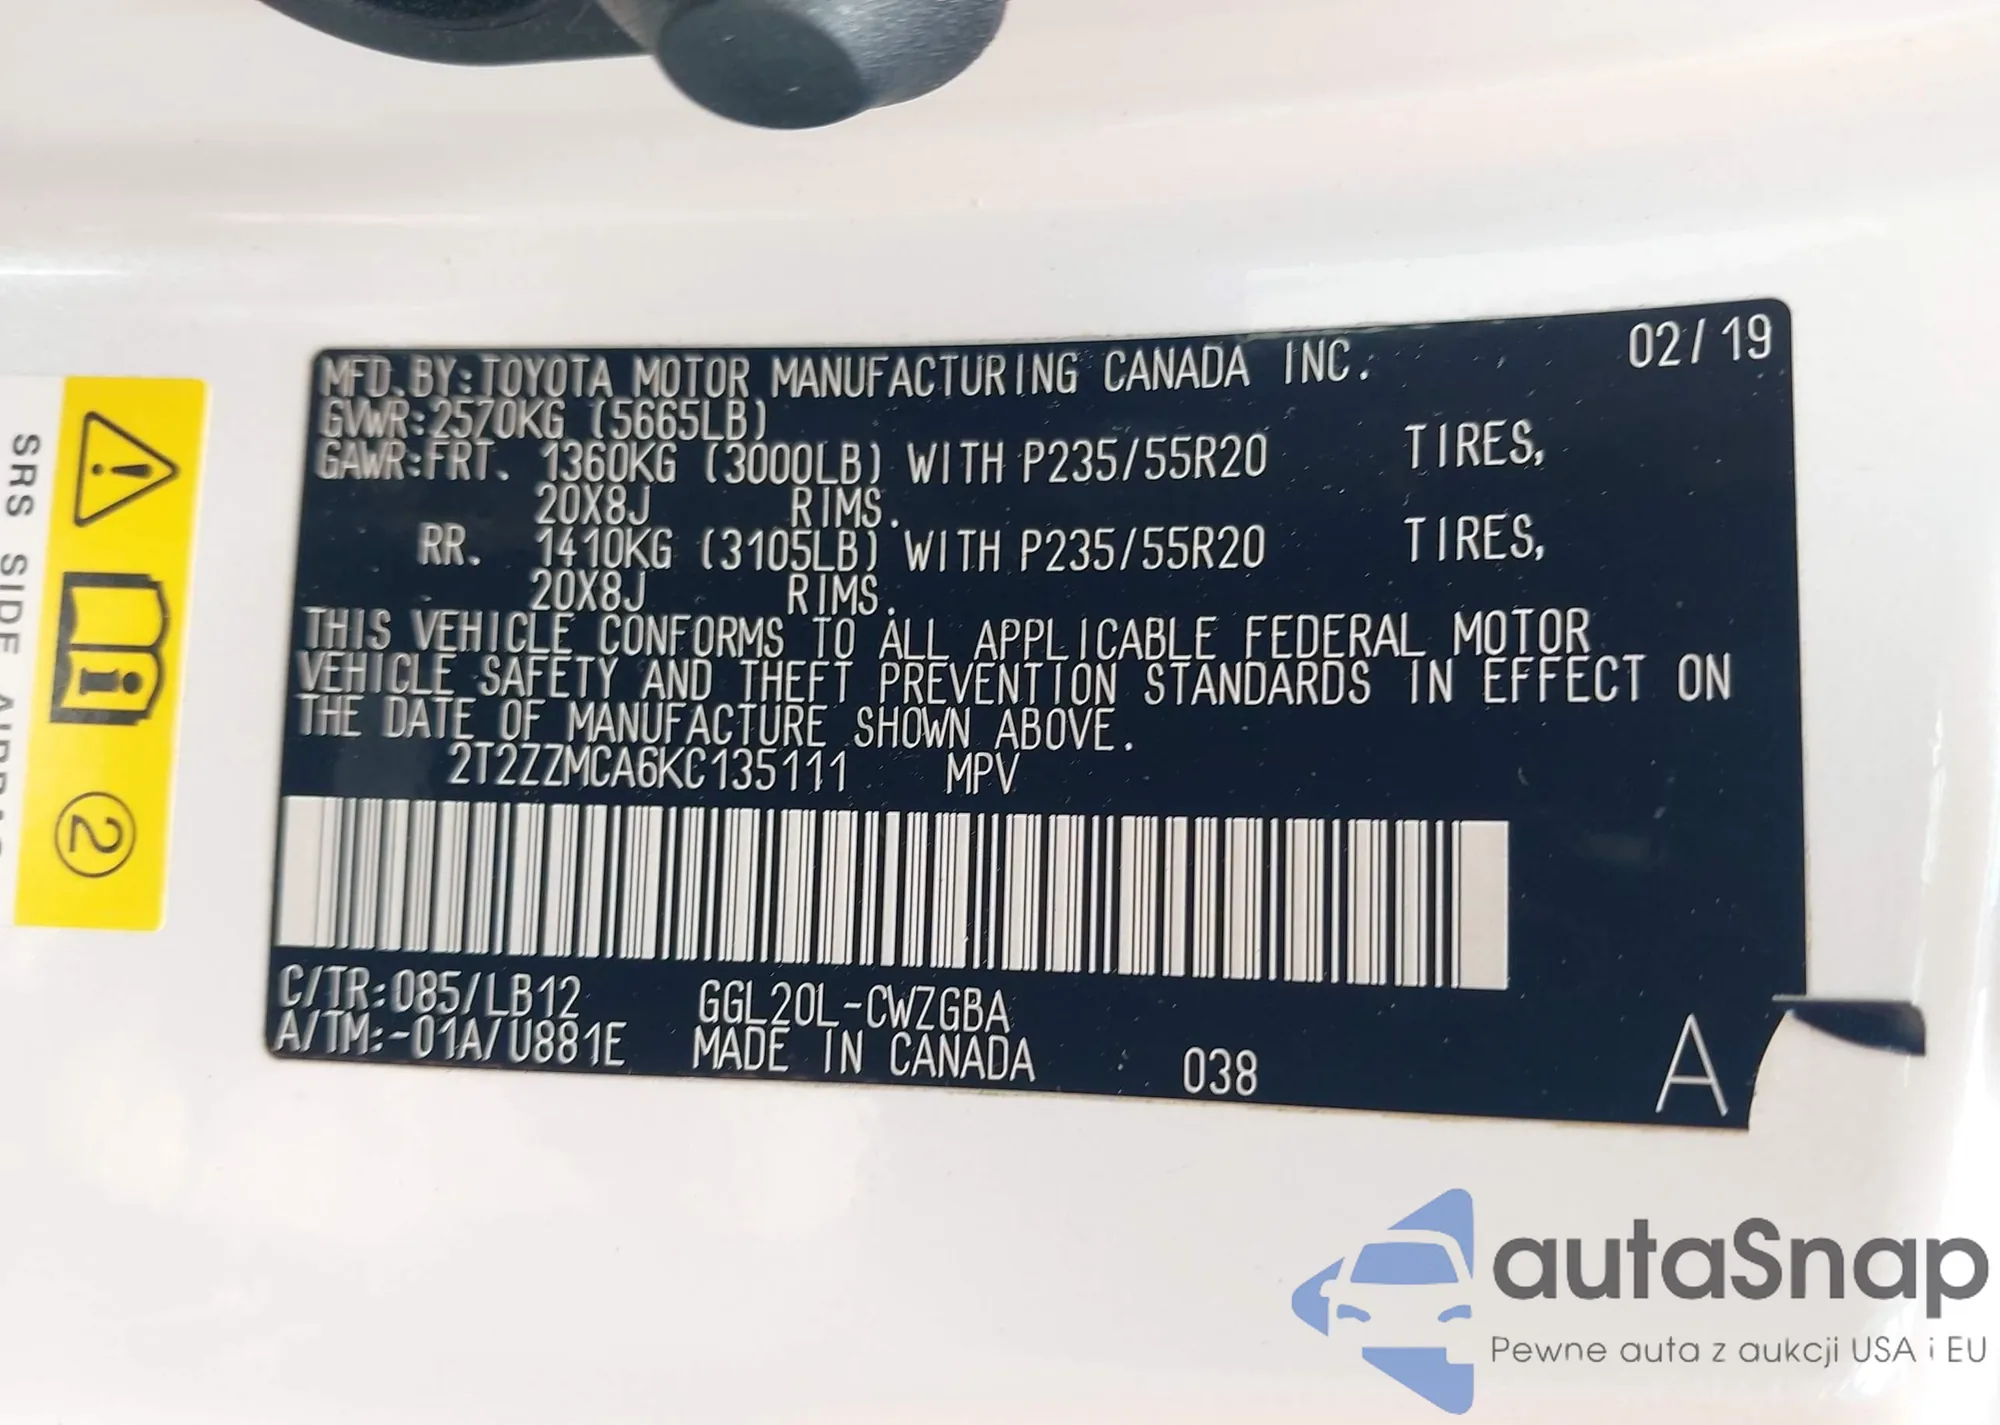 MFD. BY: TOYOTA MOTOR MANUFACTURING CANADA INC. 02/19
GVWR: 2570KG (5665LB)
GAWR: FRT. 1360KG (3000LB) WITH P235/55R20 TIRES,
20X8J RIMS.
RR. 1410KG (3105LB) WITH P235/55R20 TIRES,
20X8J RIMS.
THIS VEHICLE CONFORMS TO ALL APPLICABLE FEDERAL MOTOR
VEHICLE SAFETY AND THEFT PREVENTION STANDARDS IN EFFECT ON
THE DATE OF MANUFACTURE SHOWN ABOVE.
2T2ZZMCA6KC135111 MPV
C/TR: 085/LB12 GGL20L-CWZGBA
A/TM: -01A/U881E MADE IN CANADA 038 A
SRS SIDE
2
autaSnap
Pewne auta z aukcji USA i EU